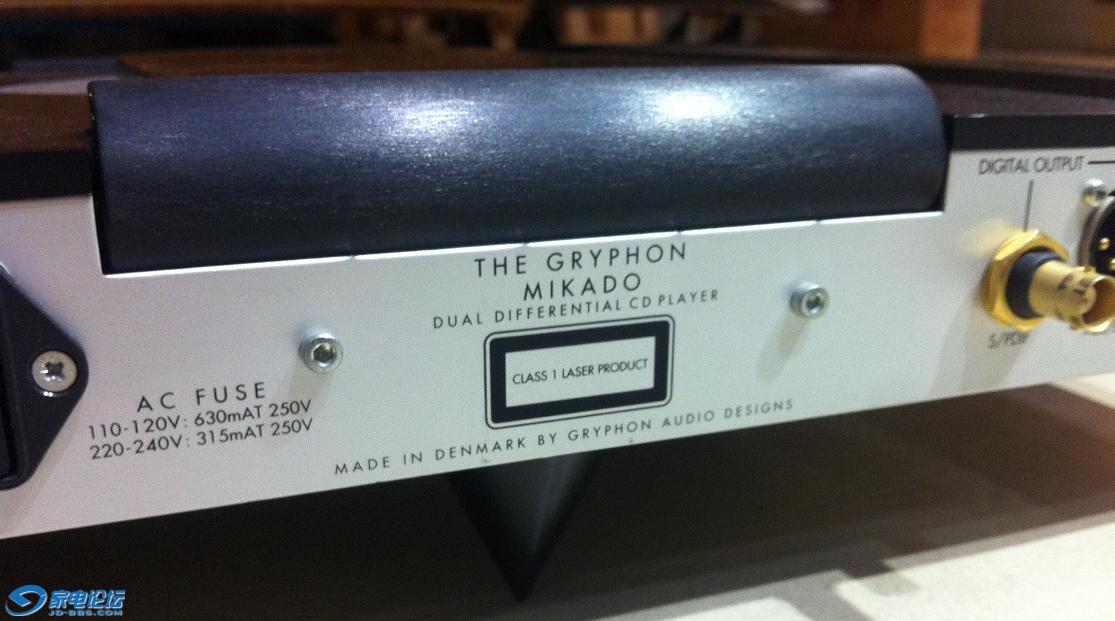 DIGITAL OUTPUT
THE GRYPHON
MIKADO
DUAL DIFFERENTIAL CD PLAYER
CLASS 1 LASER PRODUCT
S/PDIF
AC FUSE
110-120V: 630mAT 250V
220-240V: 315mAT 250V
MADE IN DENMARK BY GRYPHON AUDIO DESIGNS
家电论坛
JD-BBS.COM